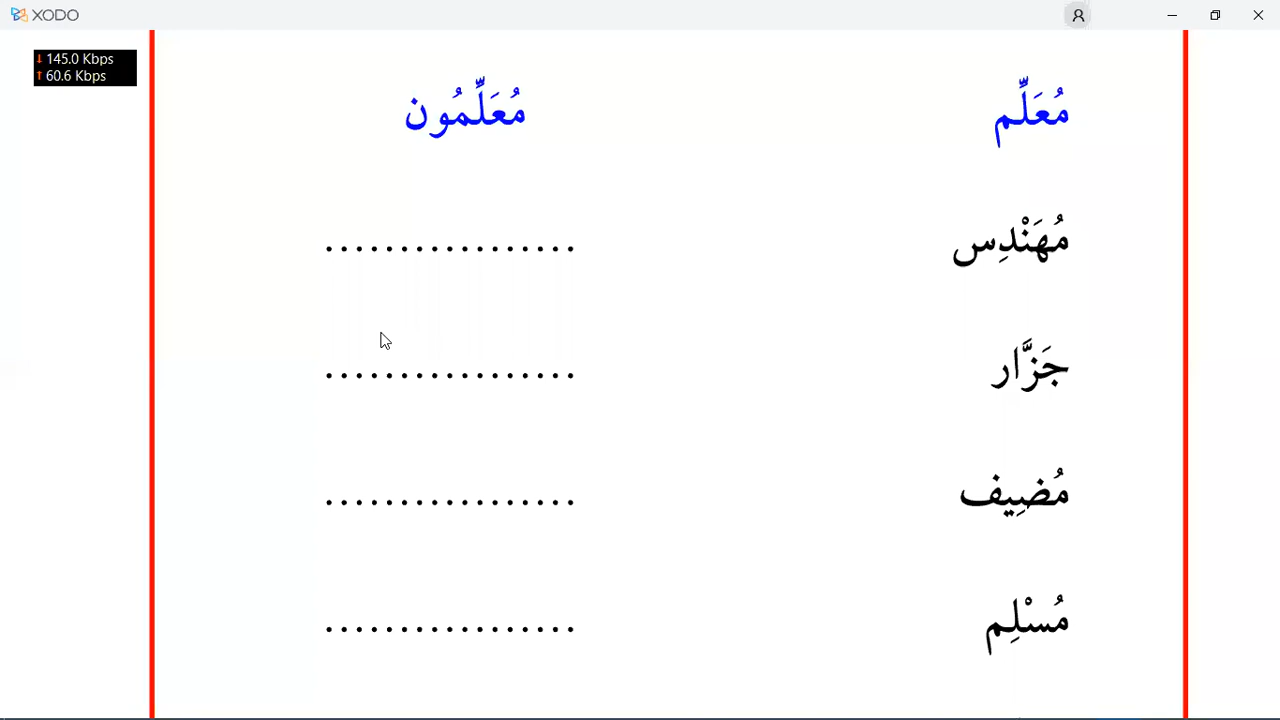 XODO
145.0 Kbps
60.6 Kbps
مُعَلِّم مُعَلِّمُون
مُهَنْدِس ................
جَزَّار ................
مُضِيف ................
مُسْلِم ................